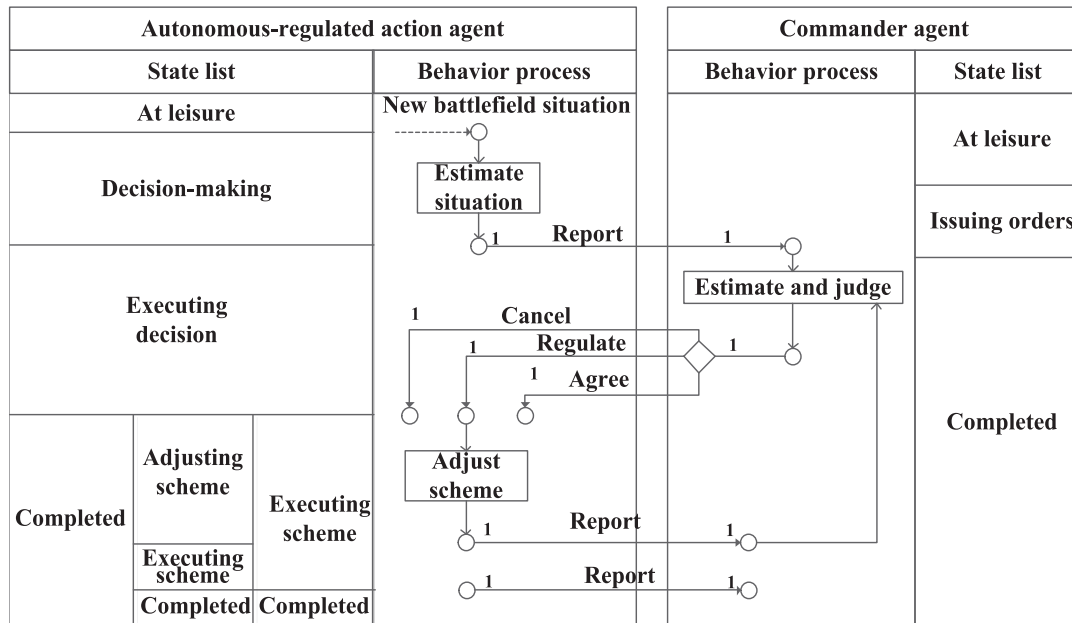 Autonomous-regulated action agent
Commander agent
State list
Behavior process
Behavior process
State list
At leisure
New battlefield situation
At leisure
Decision-making
Estimate
situation
Issuing orders
1
Report
1
Estimate and judge
Executing
decision
1
Cancel
1
Regulate
1
1
Agree
Completed
Adjusting
scheme
Adjust
scheme
Completed
Executing
scheme
1
Report
1
Executing
scheme
1
Report
1
Completed
Completed